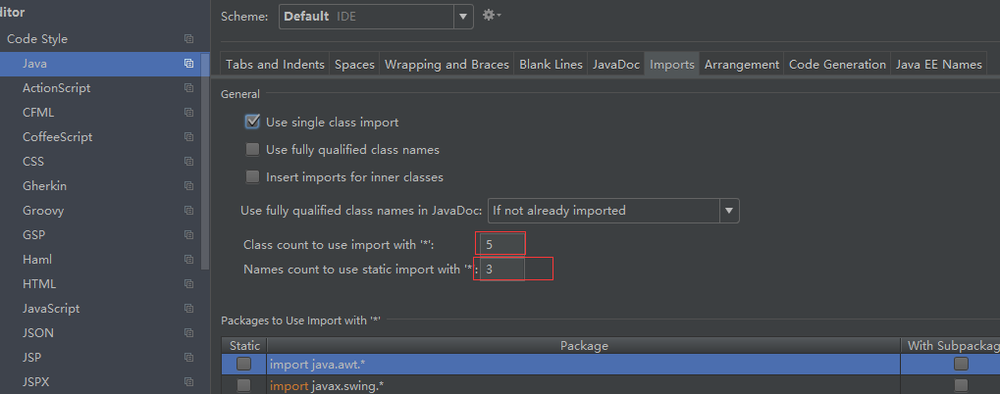 ditor
Code Style
Java
ActionScript
CFML
CoffeeScript
CSS
Gherkin
Groovy
GSP
Haml
HTML
JavaScript
JSON
JSP
JSPX
Scheme: Default IDE
Tabs and Indents Spaces Wrapping and Braces Blank Lines JavaDoc Imports Arrangement Code Generation Java EE Names
General
Use single class import
Use fully qualified class names
Insert imports for inner classes
Use fully qualified class names in JavaDoc: If not already imported
Class count to use import with '*': 5
Names count to use static import with '*': 3
Packages to Use Import with '*'
Static Package With Subpackag
import java.awt.*
import javax.swing.*